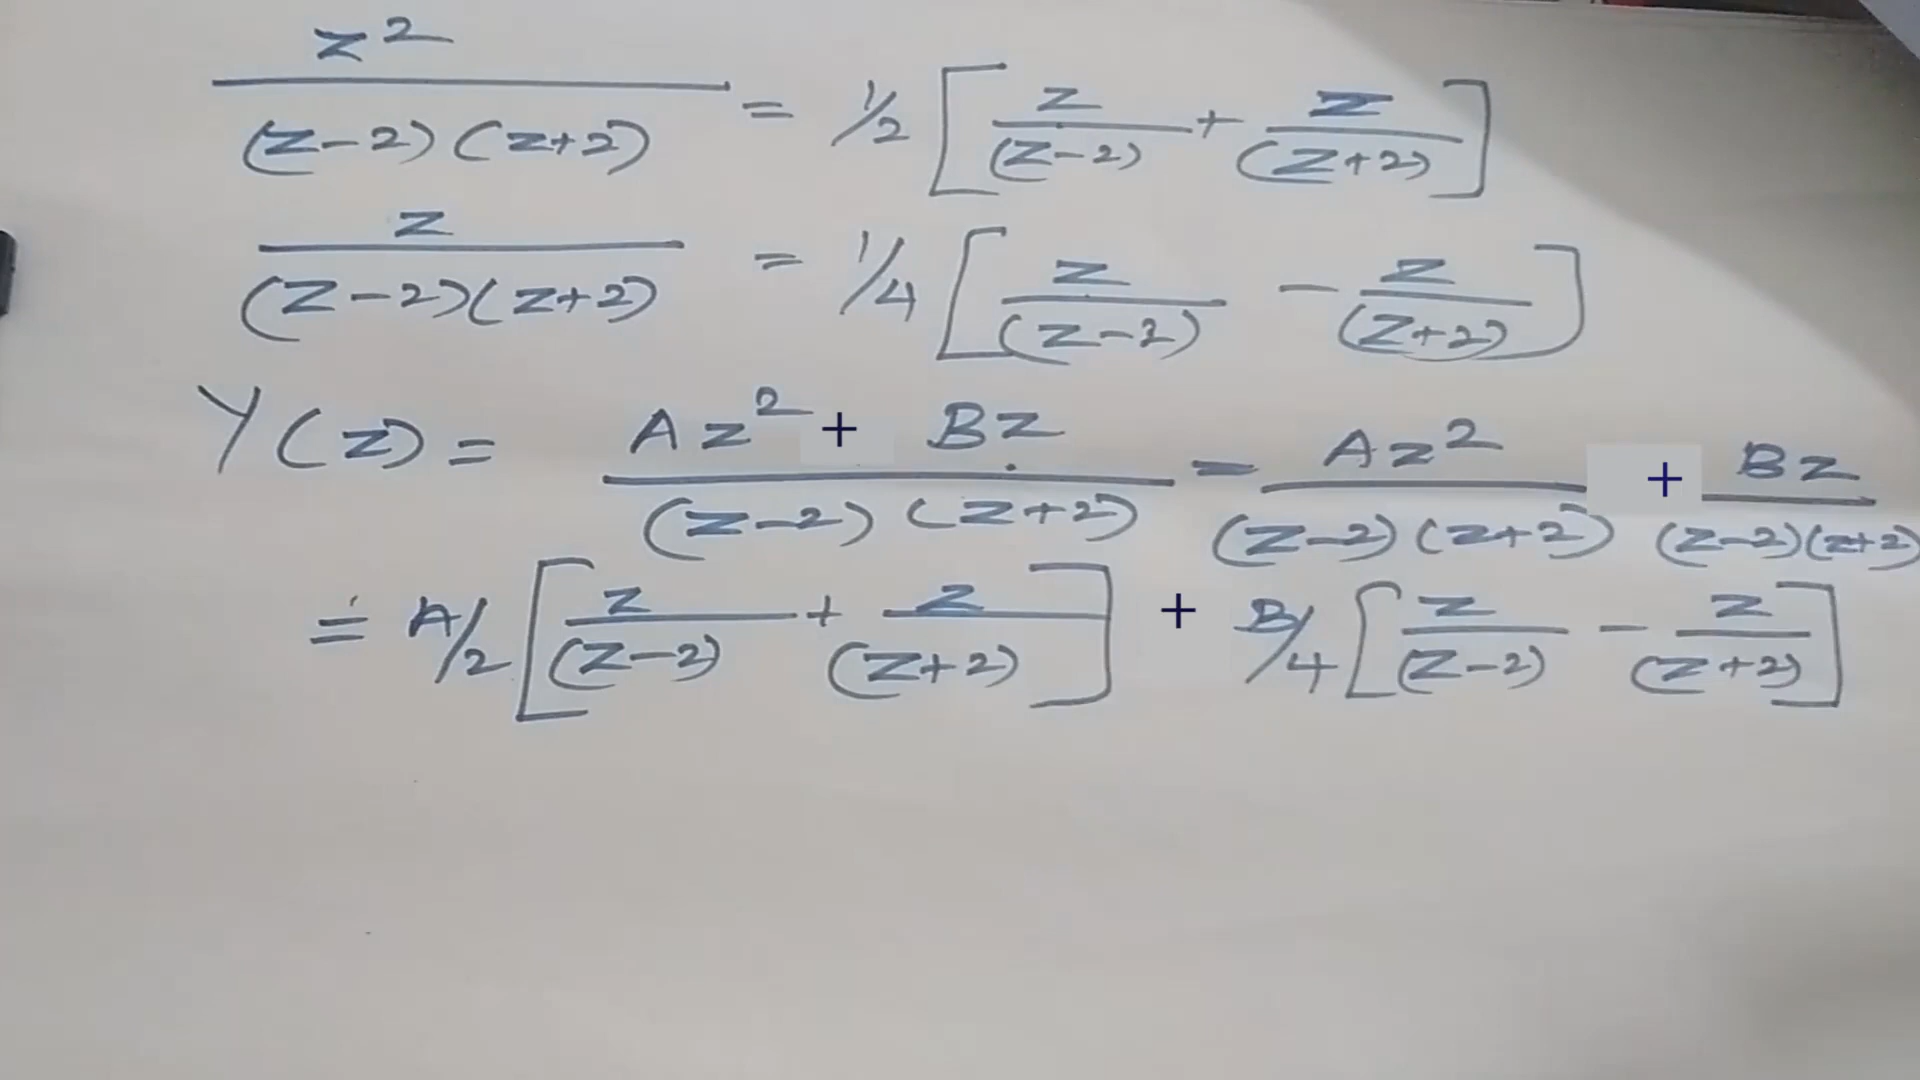 z²/((z-2)(z+2)) = 1/2 [z/(z-2) + z/(z+2)]
z/((z-2)(z+2)) = 1/4 [z/(z-2) - z/(z+2)]
Y(z) = (Az² + Bz)/((z-2)(z+2)) = Az²/((z-2)(z+2)) + Bz/((z-2)(z+2))
= A/2 [z/(z-2) + z/(z+2)] + B/4 [z/(z-2) - z/(z+2)]